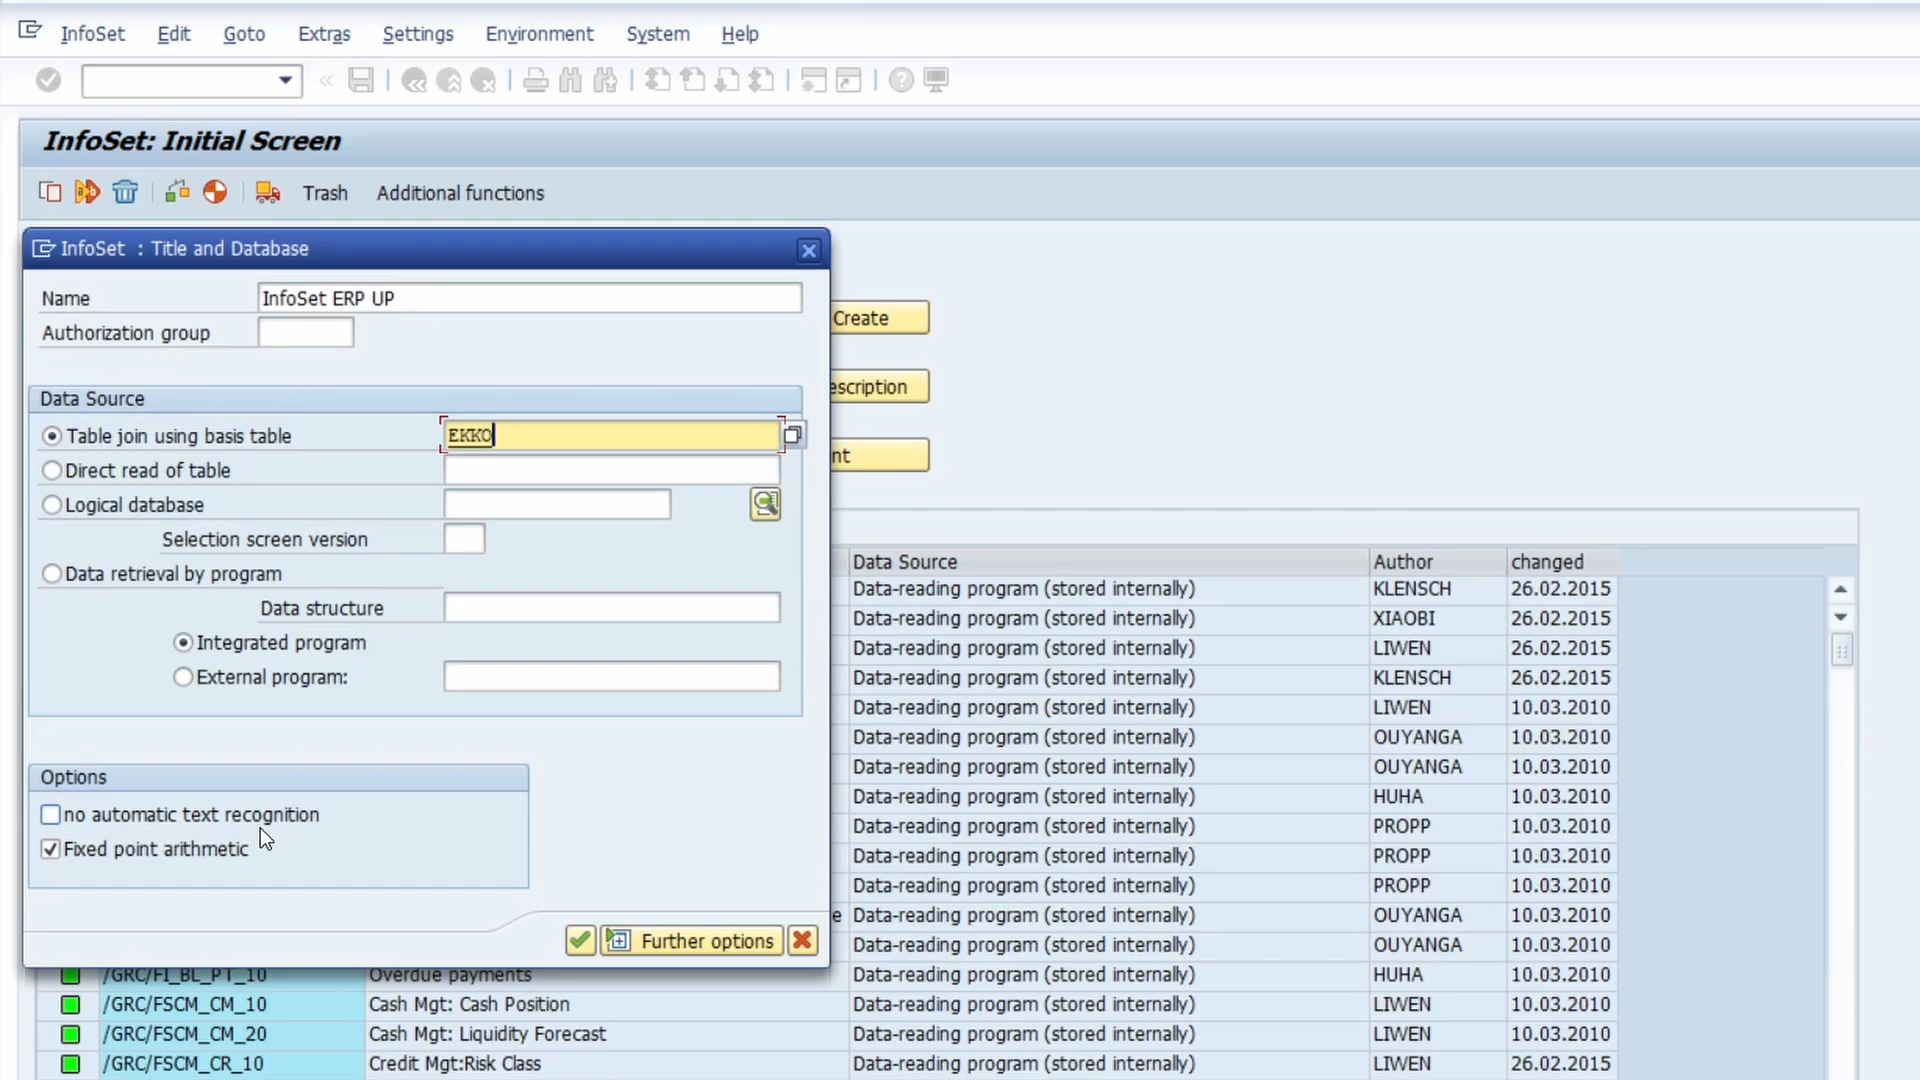 InfoSet Edit Goto Extras Settings Environment System Help
InfoSet: Initial Screen
Trash Additional functions
InfoSet : Title and Database
Name InfoSet ERP UP
Authorization group
Create
escription
nt
Data Source
Table join using basis table EKKO
Direct read of table
Logical database
Selection screen version
Data retrieval by program
Data structure
Integrated program
External program:
Options
no automatic text recognition
Fixed point arithmetic
Further options
Data Source Author changed
Data-reading program (stored internally) KLENSCH 26.02.2015
Data-reading program (stored internally) XIAOBI 26.02.2015
Data-reading program (stored internally) LIWEN 26.02.2015
Data-reading program (stored internally) KLENSCH 26.02.2015
Data-reading program (stored internally) LIWEN 10.03.2010
Data-reading program (stored internally) OUYANGA 10.03.2010
Data-reading program (stored internally) OUYANGA 10.03.2010
Data-reading program (stored internally) HUHA 10.03.2010
Data-reading program (stored internally) PROPP 10.03.2010
Data-reading program (stored internally) PROPP 10.03.2010
Data-reading program (stored internally) PROPP 10.03.2010
e Data-reading program (stored internally) OUYANGA 10.03.2010
Data-reading program (stored internally) OUYANGA 10.03.2010
/GRC/FI_BL_PT_10 Overdue payments Data-reading program (stored internally) HUHA 10.03.2010
/GRC/FSCM_CM_10 Cash Mgt: Cash Position Data-reading program (stored internally) LIWEN 10.03.2010
/GRC/FSCM_CM_20 Cash Mgt: Liquidity Forecast Data-reading program (stored internally) LIWEN 10.03.2010
/GRC/FSCM_CR_10 Credit Mgt:Risk Class Data-reading program (stored internally) LIWEN 26.02.2015